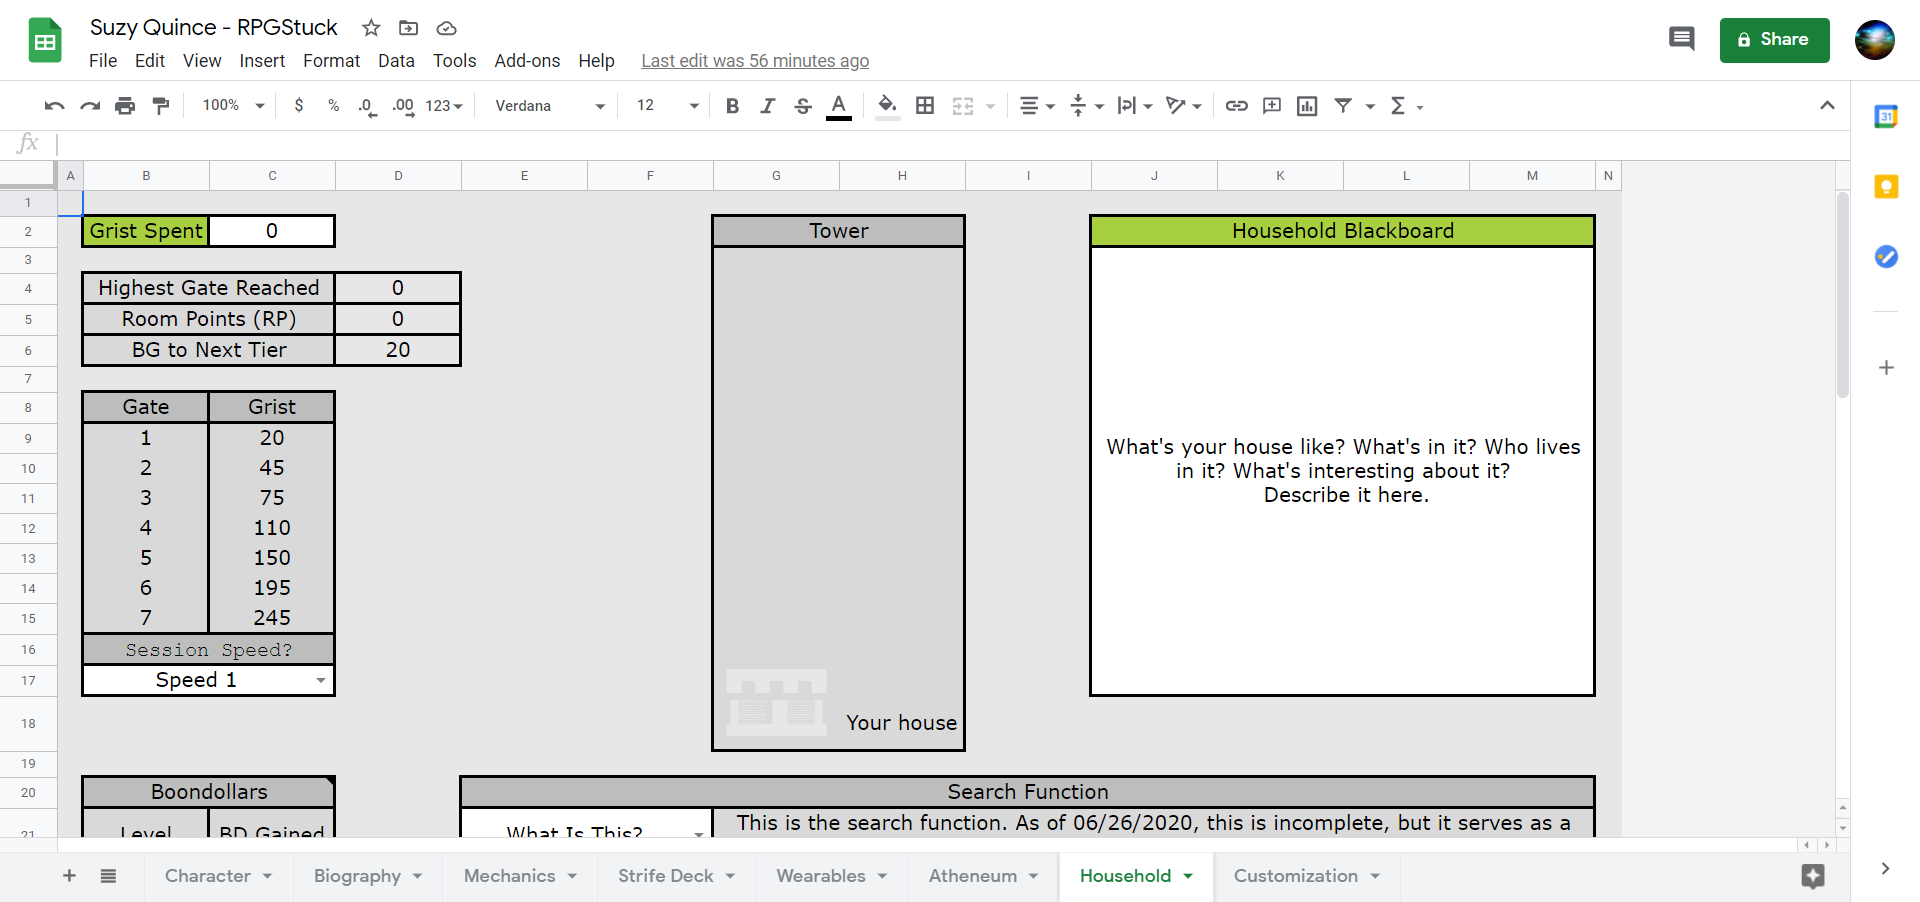 Suzy Quince - RPGStuck
File Edit View Insert Format Data Tools Add-ons Help Last edit was 56 minutes ago
Share
100% $ % .0 .00 123 Verdana 12 B I S A Σ
31
fx
A B C D E F G H I J K L M N
1
2 Grist Spent 0 Tower Household Blackboard
3
4 Highest Gate Reached 0
5 Room Points (RP) 0
6 BG to Next Tier 20
7
8 Gate Grist
9 1 20
10 2 45
11 3 75
12 4 110
13 5 150
14 6 195
15 7 245
16 Session Speed?
17 Speed 1
What's your house like? What's in it? Who lives
in it? What's interesting about it?
Describe it here.
18 Your house
19
20 Boondollars Search Function
21 Level BD Gained What Is This? This is the search function. As of 06/26/2020, this is incomplete, but it serves as a
Character Biography Mechanics Strife Deck Wearables Atheneum Household Customization